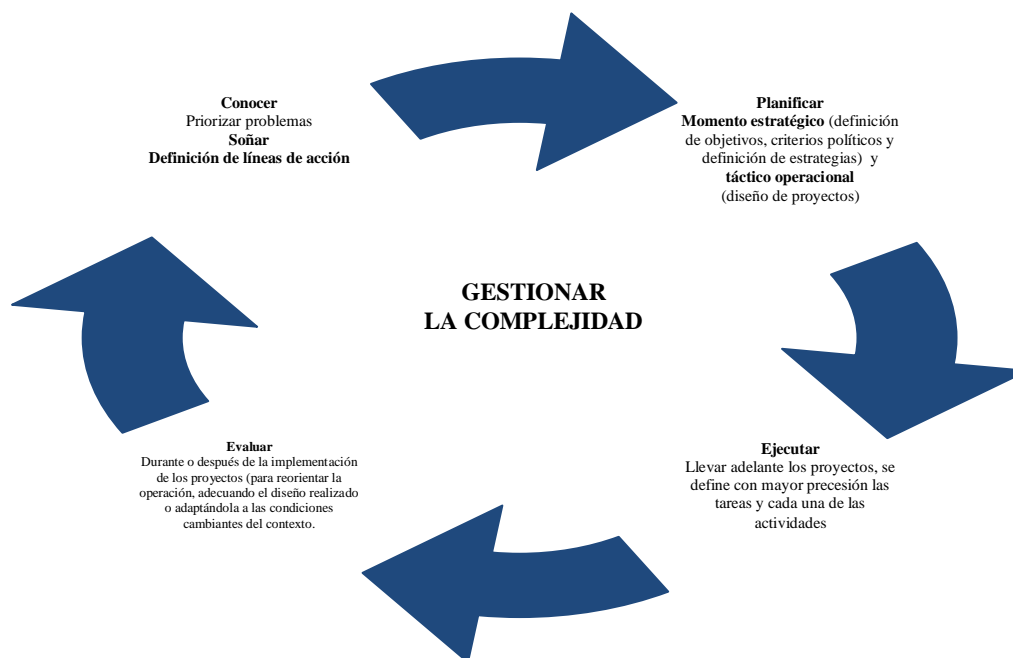 Conocer
Priorizar problemas
Soñar
Definición de líneas de acción
Planificar
Momento estratégico (definición
de objetivos, criterios políticos y
definición de estrategias) y
táctico operacional
(diseño de proyectos)
GESTIONAR
LA COMPLEJIDAD
Ejecutar
Llevar adelante los proyectos, se
define con mayor precesión las
tareas y cada una de las
actividades
Evaluar
Durante o después de la implementación
de los proyectos (para reorientar la
operación, adecuando el diseño realizado
o adaptándola a las condiciones
cambiantes del contexto.